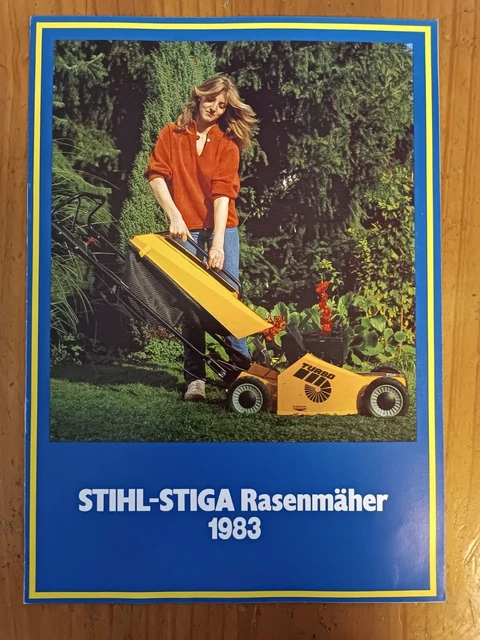 TURBO
STIHL-STIGA Rasenmäher
1983